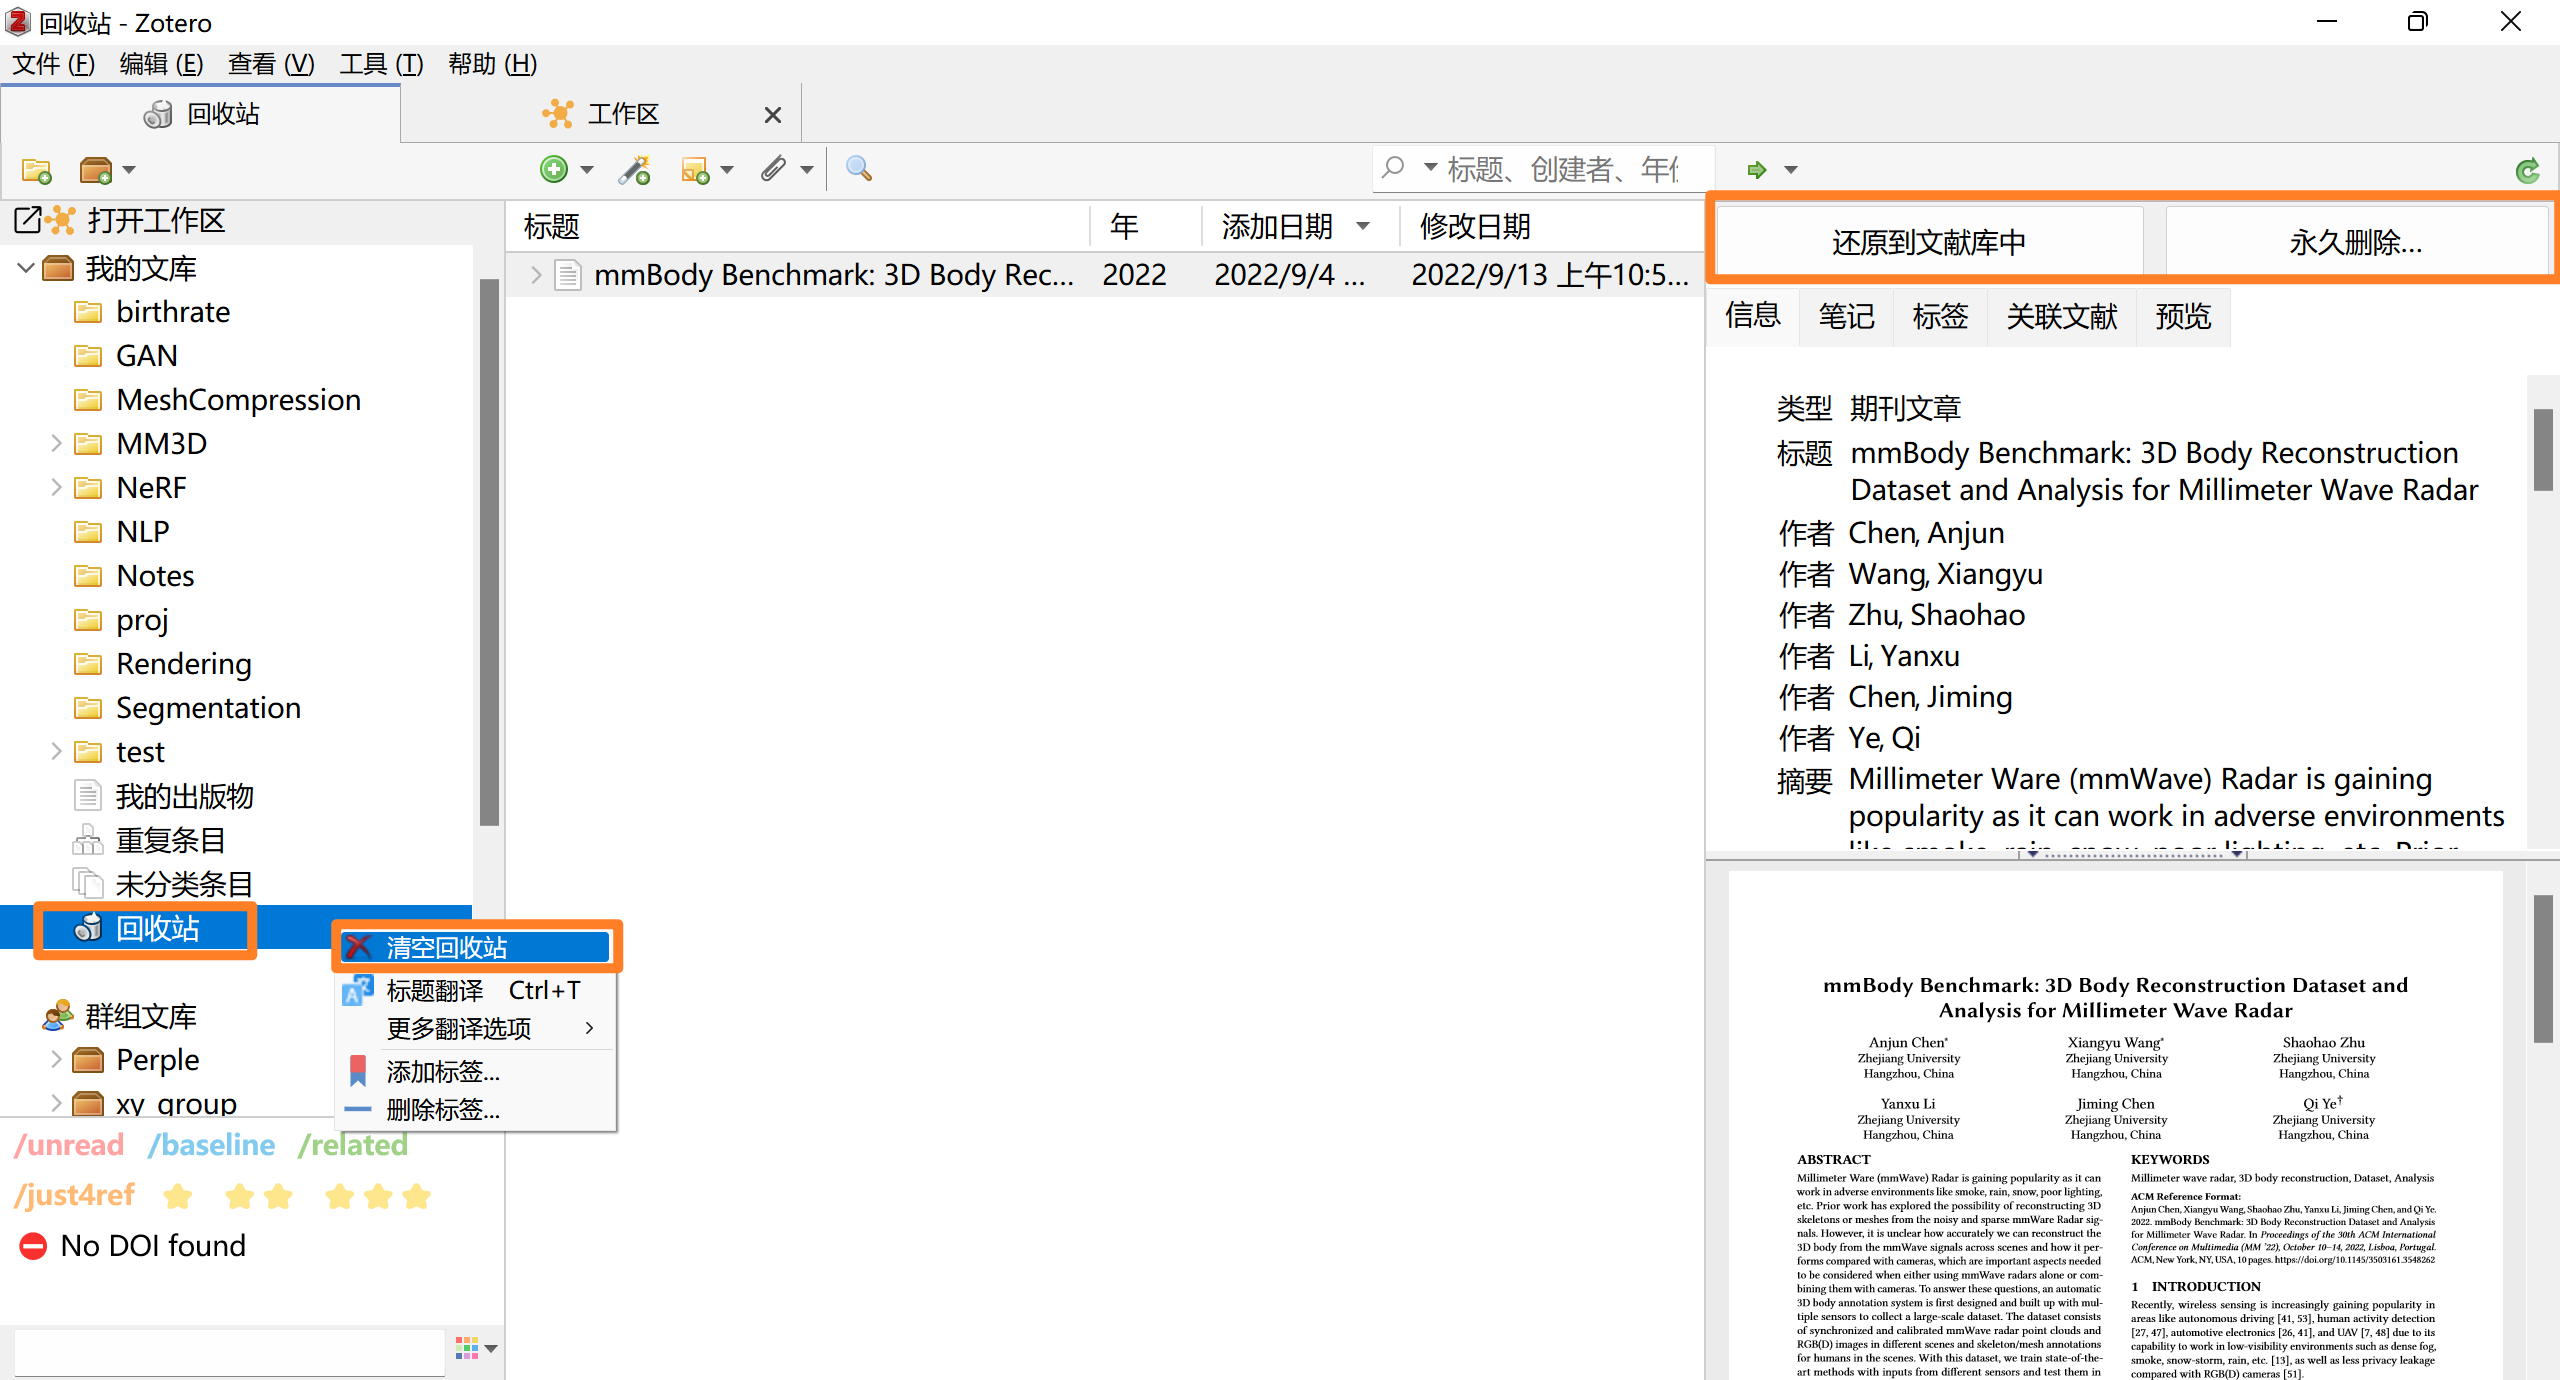 回收站 - Zotero
文件 (F) 编辑 (E) 查看 (V) 工具 (T) 帮助 (H)
回收站
工作区
标题、创建者、年
打开工作区
我的文库
birthrate
GAN
MeshCompression
MM3D
NeRF
NLP
Notes
proj
Rendering
Segmentation
test
我的出版物
重复条目
未分类条目
回收站
群组文库
Perple
xy_group
清空回收站
标题翻译 Ctrl+T
更多翻译选项
添加标签...
删除标签...
/unread /baseline /related
/just4ref
No DOI found
标题 年 添加日期 修改日期
mmBody Benchmark: 3D Body Rec... 2022 2022/9/4 ... 2022/9/13 上午10:5...
还原到文献库中 永久删除...
信息 笔记 标签 关联文献 预览
类型 期刊文章
标题 mmBody Benchmark: 3D Body Reconstruction
Dataset and Analysis for Millimeter Wave Radar
作者 Chen, Anjun
作者 Wang, Xiangyu
作者 Zhu, Shaohao
作者 Li, Yanxu
作者 Chen, Jiming
作者 Ye, Qi
摘要 Millimeter Ware (mmWave) Radar is gaining
popularity as it can work in adverse environments
like smoke, rain, snow, poor lighting, etc. Prior
mmBody Benchmark: 3D Body Reconstruction Dataset and
Analysis for Millimeter Wave Radar
Anjun Chen*
Zhejiang University
Hangzhou, China
Xiangyu Wang*
Zhejiang University
Hangzhou, China
Shaohao Zhu
Zhejiang University
Hangzhou, China
Yanxu Li
Zhejiang University
Hangzhou, China
Jiming Chen
Zhejiang University
Hangzhou, China
Qi Ye†
Zhejiang University
Hangzhou, China
ABSTRACT
Millimeter Ware (mmWave) Radar is gaining popularity as it can
work in adverse environments like smoke, rain, snow, poor lighting,
etc. Prior work has explored the possibility of reconstructing 3D
skeletons or meshes from the noisy and sparse mmWare Radar sig-
nals. However, it is unclear how accurately we can reconstruct the
3D body from the mmWave signals across scenes and how it per-
forms compared with cameras, which are important aspects needed
to be considered when either using mmWave radars alone or com-
bining them with cameras. To answer these questions, an automatic
3D body annotation system is first designed and built up with mul-
tiple sensors to collect a large-scale dataset. The dataset consists
of synchronized and calibrated mmWave radar point clouds and
RGB(D) images in different scenes and skeleton/mesh annotations
for humans in the scenes. With this dataset, we train state-of-the-
art methods with inputs from different sensors and test them in
KEYWORDS
Millimeter wave radar, 3D body reconstruction, Dataset, Analysis
ACM Reference Format:
Anjun Chen, Xiangyu Wang, Shaohao Zhu, Yanxu Li, Jiming Chen, and Qi Ye.
2022. mmBody Benchmark: 3D Body Reconstruction Dataset and Analysis
for Millimeter Wave Radar. In Proceedings of the 30th ACM International
Conference on Multimedia (MM '22), October 10–14, 2022, Lisboa, Portugal.
ACM, New York, NY, USA, 10 pages. https://doi.org/10.1145/3503161.3548262
1 INTRODUCTION
Recently, wireless sensing is increasingly gaining popularity in
areas like autonomous driving [41, 53], human activity detection
[27, 47], automotive electronics [26, 41], and UAV [7, 48] due to its
capability to work in low-visibility environments such as dense fog,
smoke, snow-storm, rain, etc. [13], as well as less privacy leakage
compared with RGB(D) cameras [51].